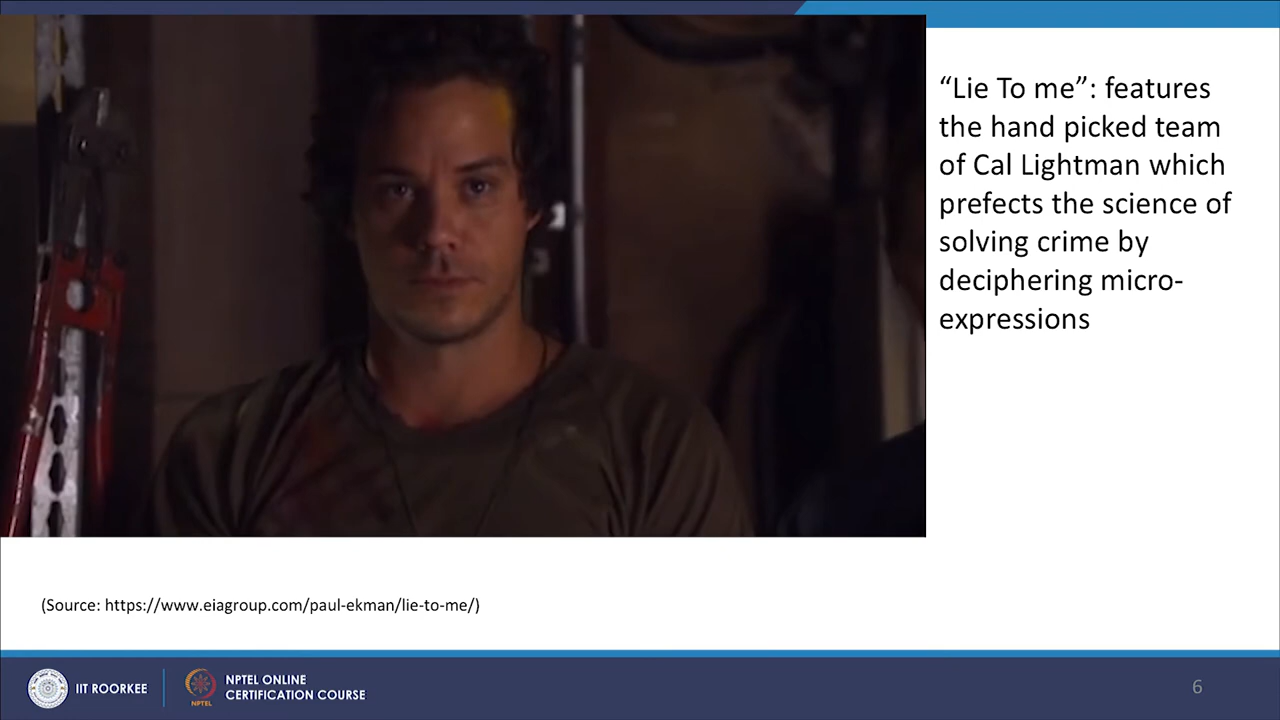 “Lie To me”: features
the hand picked team
of Cal Lightman which
prefects the science of
solving crime by
deciphering micro-
expressions
(Source: https://www.eiagroup.com/paul-ekman/lie-to-me/)
IIT ROORKEE
NPTEL
NPTEL ONLINE
CERTIFICATION COURSE
6